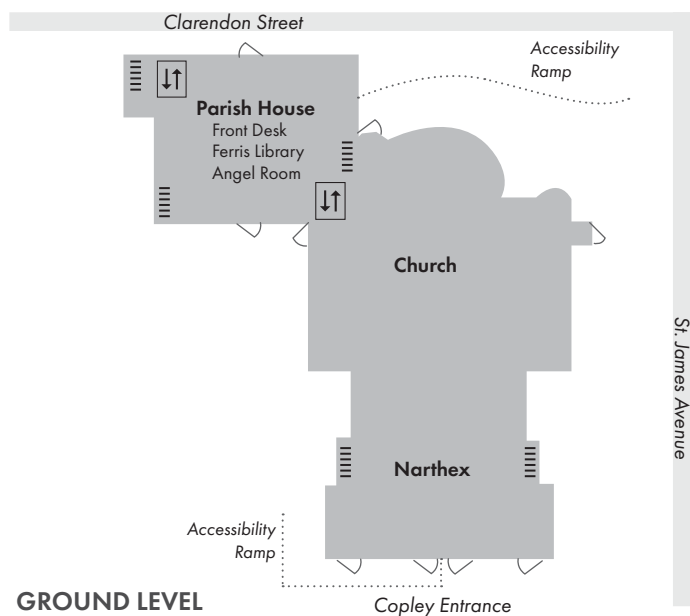 Clarendon Street
Accessibility
Ramp
Parish House
Front Desk
Ferris Library
Angel Room
Church
St. James Avenue
Narthex
Accessibility
Ramp
GROUND LEVEL
Copley Entrance